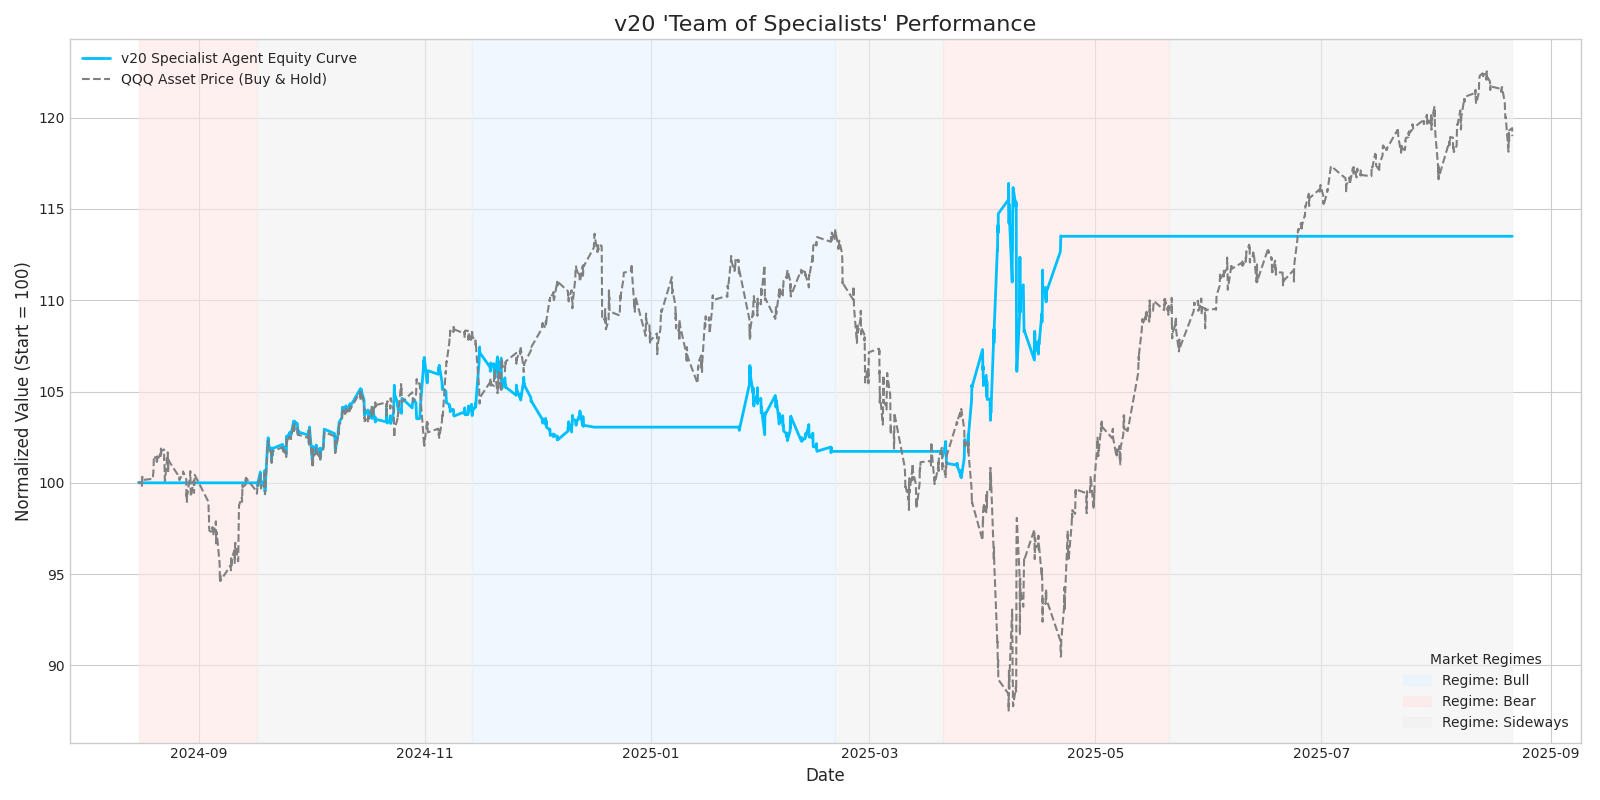 v20 'Team of Specialists' Performance
v20 Specialist Agent Equity Curve
QQQ Asset Price (Buy & Hold)
Normalized Value (Start = 100)
120
115
110
105
100
95
90
Market Regimes
Regime: Bull
Regime: Bear
Regime: Sideways
2024-09 2024-11 2025-01 2025-03 2025-05 2025-07 2025-09
Date